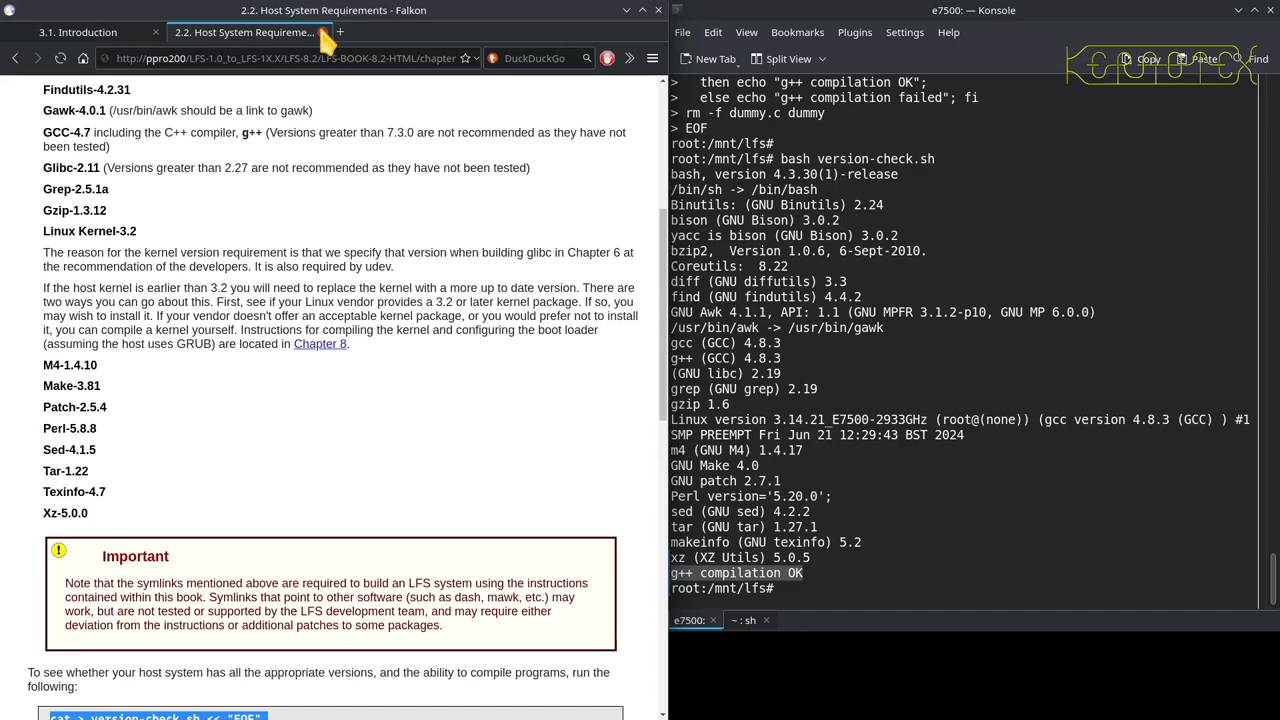 2.2. Host System Requirements - Falkon
3.1. Introduction
2.2. Host System Requireme...
http://ppro200/LFS-1.0_to_LFS-1X.X/LFS-8.2/LFS-BOOK-8.2-HTML/chapter
DuckDuckGo
Findutils-4.2.31
Gawk-4.0.1 (/usr/bin/awk should be a link to gawk)
GCC-4.7 including the C++ compiler, g++ (Versions greater than 7.3.0 are not recommended as they have not
been tested)
Glibc-2.11 (Versions greater than 2.27 are not recommended as they have not been tested)
Grep-2.5.1a
Gzip-1.3.12
Linux Kernel-3.2
The reason for the kernel version requirement is that we specify that version when building glibc in Chapter 6 at
the recommendation of the developers. It is also required by udev.
If the host kernel is earlier than 3.2 you will need to replace the kernel with a more up to date version. There are
two ways you can go about this. First, see if your Linux vendor provides a 3.2 or later kernel package. If so, you
may wish to install it. If your vendor doesn't offer an acceptable kernel package, or you would prefer not to install
it, you can compile a kernel yourself. Instructions for compiling the kernel and configuring the boot loader
(assuming the host uses GRUB) are located in Chapter 8.
M4-1.4.10
Make-3.81
Patch-2.5.4
Perl-5.8.8
Sed-4.1.5
Tar-1.22
Texinfo-4.7
Xz-5.0.0
Important
Note that the symlinks mentioned above are required to build an LFS system using the instructions
contained within this book. Symlinks that point to other software (such as dash, mawk, etc.) may
work, but are not tested or supported by the LFS development team, and may require either
deviation from the instructions or additional patches to some packages.
To see whether your host system has all the appropriate versions, and the ability to compile programs, run the
following:
cat > version-check.sh << "EOF"
e7500: — Konsole
File Edit View Bookmarks Plugins Settings Help
New Tab Split View Copy Paste Find
> then echo "g++ compilation OK";
> else echo "g++ compilation failed"; fi
> rm -f dummy.c dummy
> EOF
root:/mnt/lfs#
root:/mnt/lfs# bash version-check.sh
bash, version 4.3.30(1)-release
/bin/sh -> /bin/bash
Binutils: (GNU Binutils) 2.24
bison (GNU Bison) 3.0.2
yacc is bison (GNU Bison) 3.0.2
bzip2, Version 1.0.6, 6-Sept-2010.
Coreutils: 8.22
diff (GNU diffutils) 3.3
find (GNU findutils) 4.4.2
GNU Awk 4.1.1, API: 1.1 (GNU MPFR 3.1.2-p10, GNU MP 6.0.0)
/usr/bin/awk -> /usr/bin/gawk
gcc (GCC) 4.8.3
g++ (GCC) 4.8.3
(GNU libc) 2.19
grep (GNU grep) 2.19
gzip 1.6
Linux version 3.14.21_E7500-2933GHz (root@(none)) (gcc version 4.8.3 (GCC) ) #1
SMP PREEMPT Fri Jun 21 12:29:43 BST 2024
m4 (GNU M4) 1.4.17
GNU Make 4.0
GNU patch 2.7.1
Perl version='5.20.0';
sed (GNU sed) 4.2.2
tar (GNU tar) 1.27.1
makeinfo (GNU texinfo) 5.2
xz (XZ Utils) 5.0.5
g++ compilation OK
root:/mnt/lfs#
e7500:
~ : sh